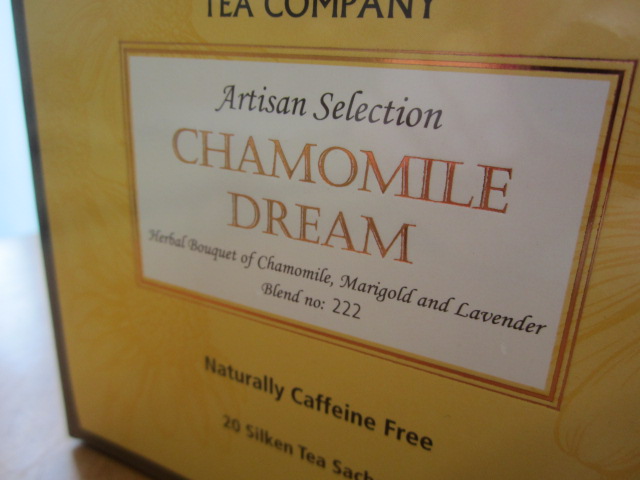 TEA COMPANY
Artisan Selection
CHAMOMILE
DREAM
Herbal Bouquet of Chamomile, Marigold and Lavender
Blend no: 222
Naturally Caffeine Free
20 Silken Tea Sach